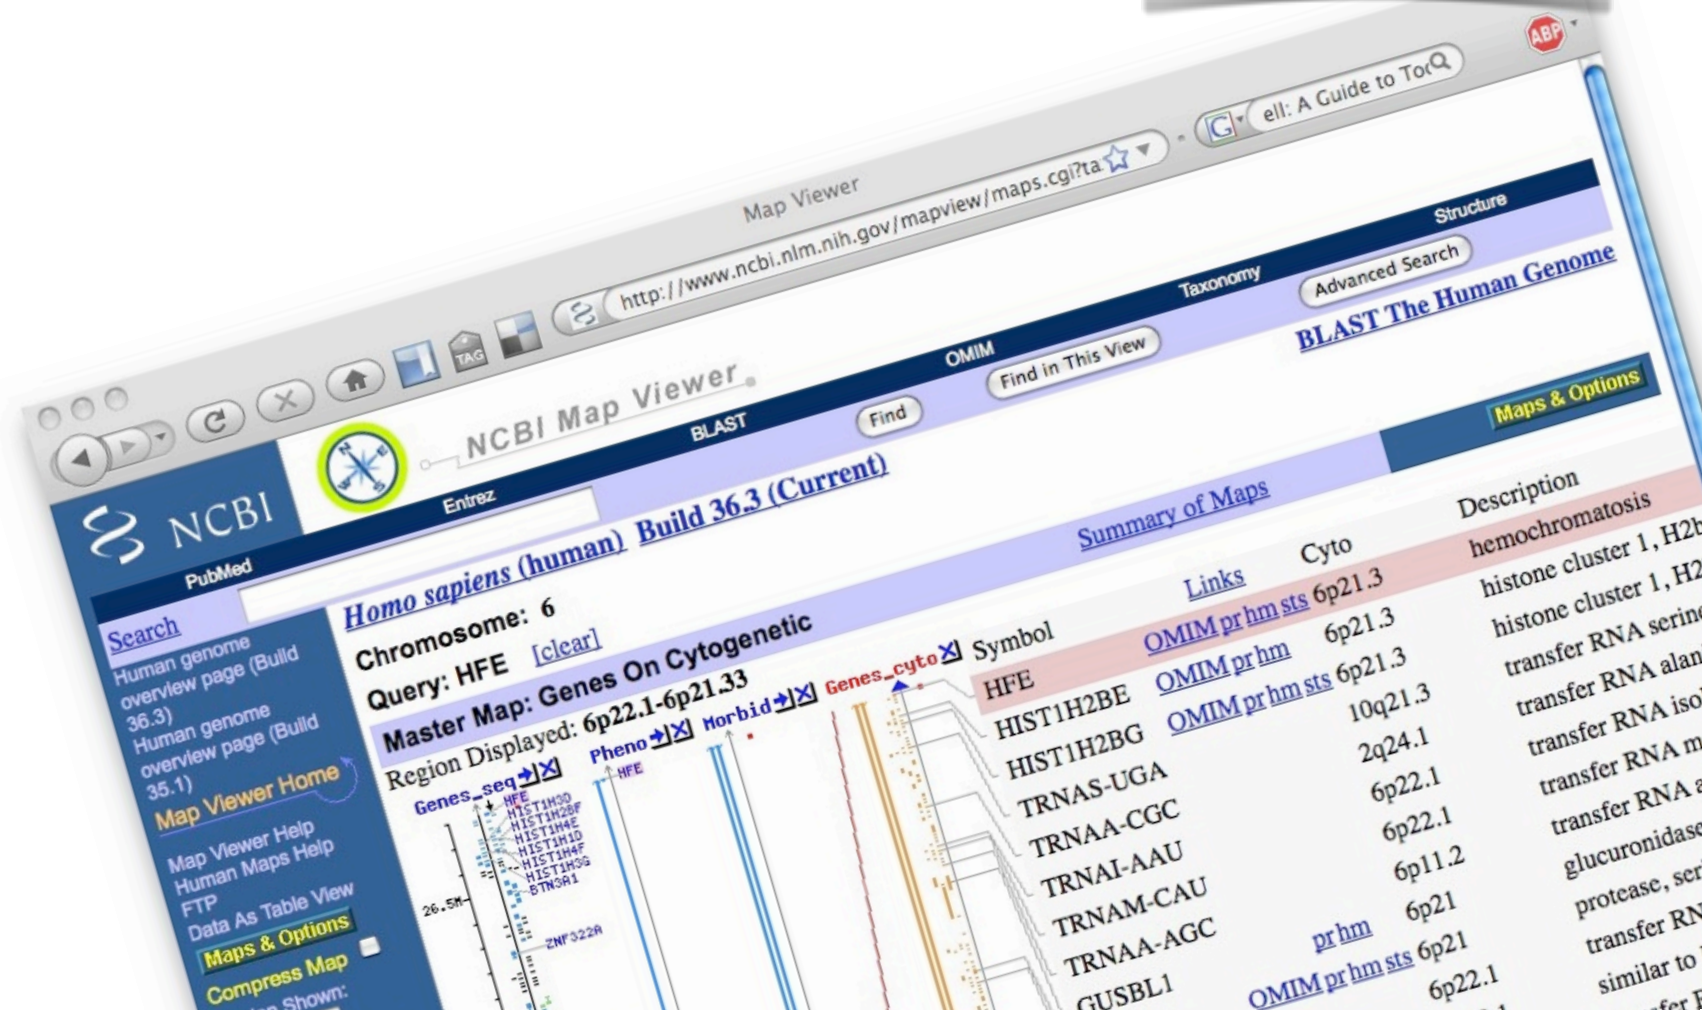 ABP
ell: A Guide to Too
Map Viewer
http://www.ncbi.nlm.nih.gov/mapview/maps.cgi?ta
TAG
NCBI
NCBI Map Viewer
PubMed
Entrez
BLAST
OMIM
Taxonomy
Structure
Search
Find
Find in This View
Advanced Search
Homo sapiens (human) Build 36.3 (Current)
BLAST The Human Genome
Chromosome: 6
Query: HFE [clear]
Master Map: Genes On Cytogenetic
Summary of Maps
Maps & Options
Region Displayed: 6p22.1-6p21.33
Human genome
overview page (Build
36.3)
Human genome
overview page (Build
35.1)
Map Viewer Home
Map Viewer Help
Human Maps Help
FTP
Data As Table View
Maps & Options
Compress Map
Shown:
Genes_seq
Pheno
Morbid
Genes_cyto
HFE
HIST1H3D
HIST1H2BF
HIST1H4E
HIST1H1D
HIST1H4F
HIST1H3G
BTN3A1
26.5M
ZNF322A
HFE
Symbol Links Cyto Description
HFE OMIM pr hm sts 6p21.3 hemochromatosis
HIST1H2BE OMIM pr hm 6p21.3 histone cluster 1, H2b
HIST1H2BG OMIM pr hm sts 6p21.3 histone cluster 1, H2
TRNAS-UGA 10q21.3 transfer RNA serin
TRNAA-CGC 2q24.1 transfer RNA alan
TRNAI-AAU 6p22.1 transfer RNA iso
TRNAM-CAU 6p22.1 transfer RNA m
TRNAA-AGC 6p11.2 transfer RNA a
GUSBL1 pr hm 6p21 glucuronidase
OMIM pr hm sts 6p21 protease, ser
6p22.1 transfer RN
similar to